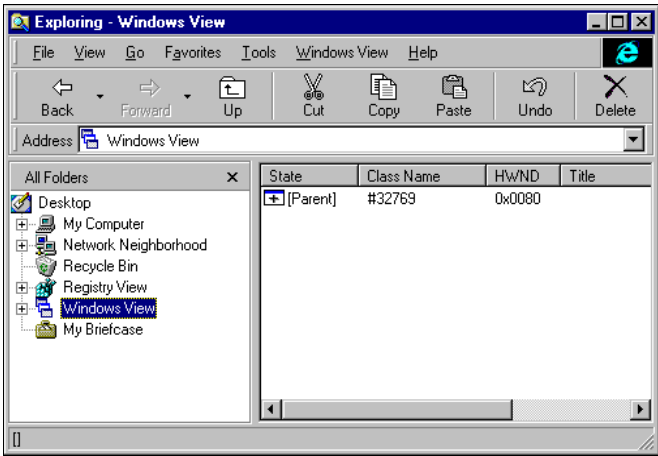 Exploring - Windows View
File View Go Favorites Tools Windows View Help
Back Forward Up Cut Copy Paste Undo Delete
Address Windows View
All Folders
State Class Name HWND Title
[Parent] #32769 0x0080
Desktop
My Computer
Network Neighborhood
Recycle Bin
Registry View
Windows View
My Briefcase
[]